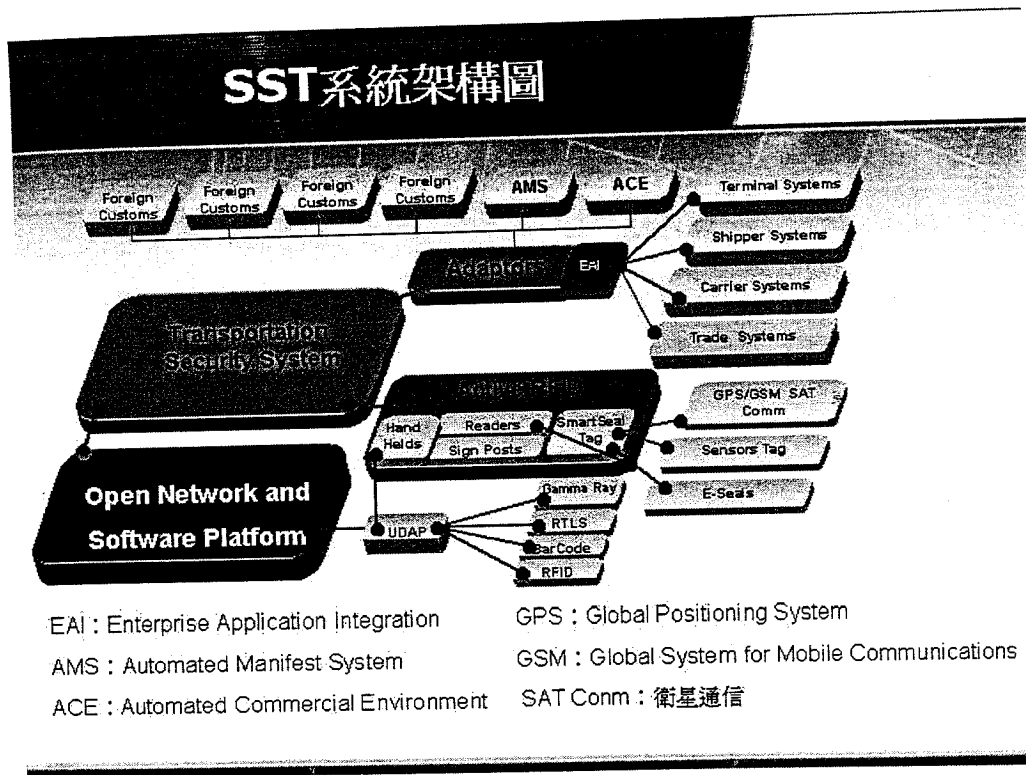 SST系統架構圖
Foreign
Customs
Foreign
Customs
Foreign
Customs
Foreign
Customs
AMS
ACE
Terminal Systems
Shipper Systems
Carrier Systems
Trade Systems
Adaptors
EAI
Transportation
Security System
Hand
Helds
Readers
Sign Posts
SmartSeal
Tag
GPS/GSM SAT
Comm
Sensors Tag
E-Seals
Open Network and
Software Platform
UDAP
Gamma Ray
RTLS
BarCode
RFID
EAI：Enterprise Application Integration
AMS：Automated Manifest System
ACE：Automated Commercial Environment
GPS：Global Positioning System
GSM：Global System for Mobile Communications
SAT Conm：衛星通信